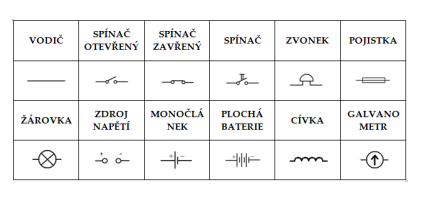 VODIČ
SPÍNAČ
OTEVŘENÝ
SPÍNAČ
ZAVŘENÝ
SPÍNAČ
ZVONEK
POJISTKA
ŽÁROVKA
ZDROJ
NAPĚTÍ
MONOČLÁ
NEK
PLOCHÁ
BATERIE
CÍVKA
GALVANO
METR
+ -
+ -
+ -